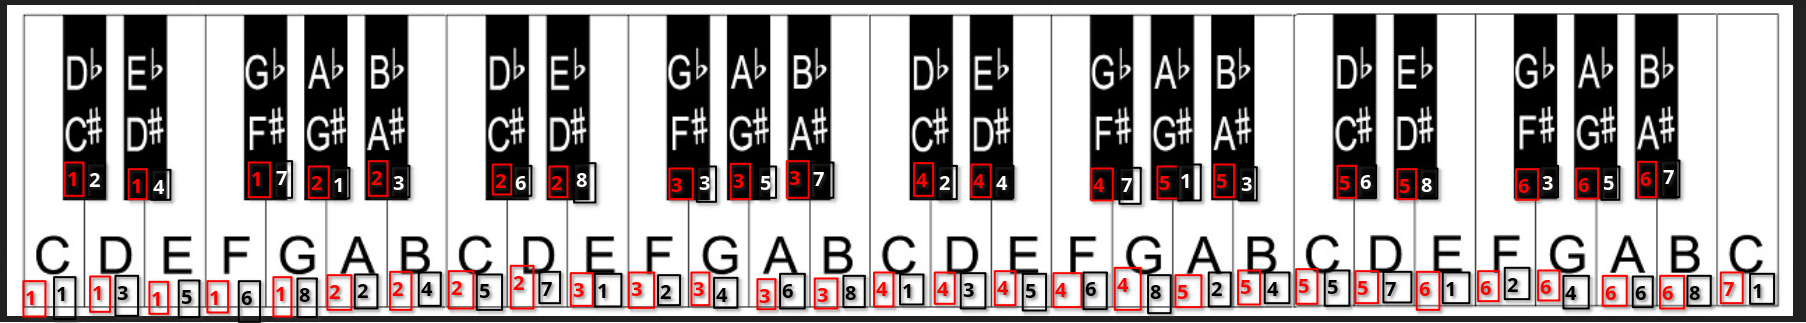 D♭ E♭ G♭ A♭ B♭ D♭ E♭ G♭ A♭ B♭ D♭ E♭ G♭ A♭ B♭ D♭ E♭ G♭ A♭ B♭
C# D# F# G# A# C# D# F# G# A# C# D# F# G# A# C# D# F# G# A#
1 2 1 4 1 7 2 1 2 3 2 6 2 8 3 3 3 5 3 7 4 2 4 4 4 7 5 1 5 3 5 6 5 8 6 3 6 5 6 7
C D E F G A B C D E F G A B C D E F G A B C D E F G A B C
1 1 1 3 1 5 1 6 1 8 2 2 2 4 2 5 2 7 3 1 3 2 3 4 3 6 3 8 4 1 4 3 4 5 4 6 4 8 5 2 5 4 5 5 5 7 6 1 6 2 6 4 6 6 6 8 7 1